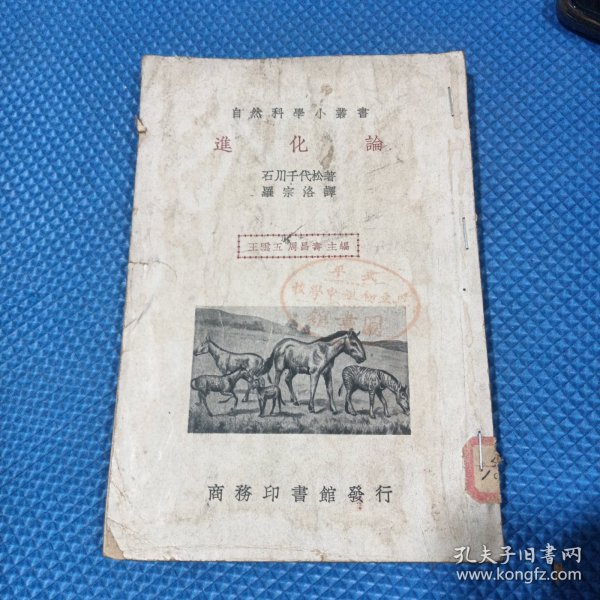 自然科學小叢書
進化論
石川千代松著
羅宗洛譯
王雲五 周昌壽 主編
商務印書館發行
孔夫子旧書网
www.kongfz.com